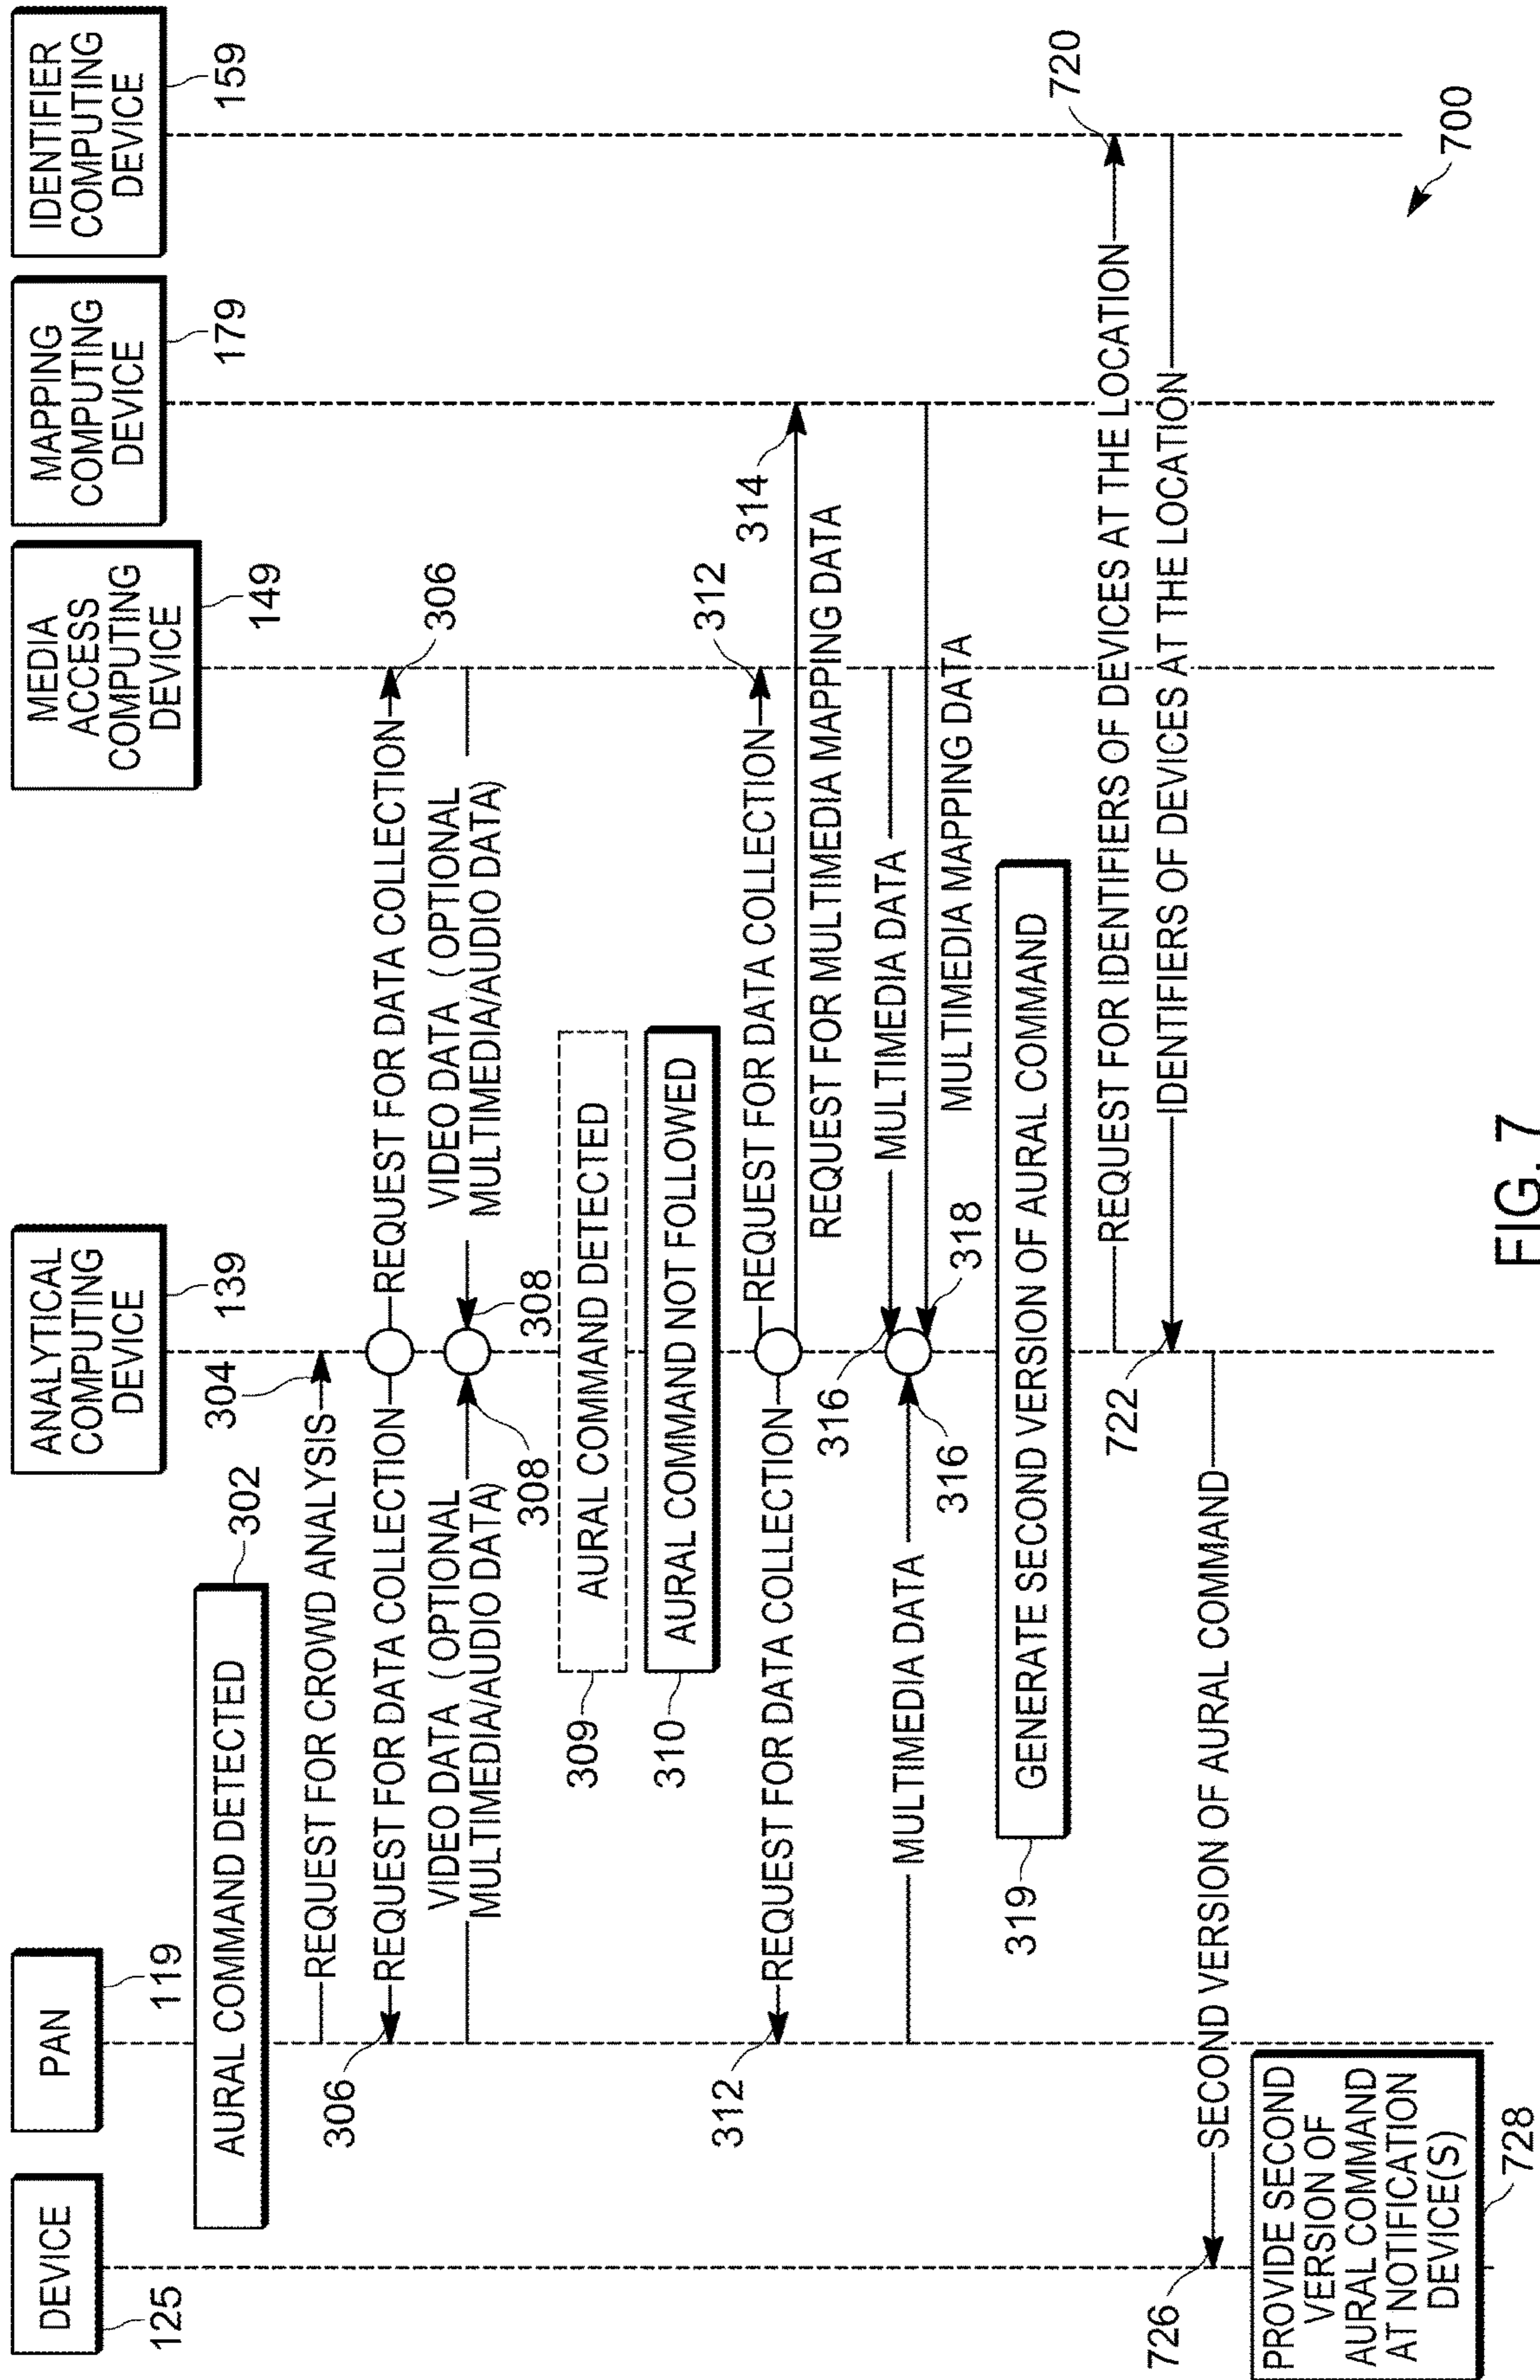 DEVICE
125
PAN
119
ANALYTICAL
COMPUTING
DEVICE
139
MEDIA
ACCESS
COMPUTING
DEVICE
149
MAPPING
COMPUTING
DEVICE
179
IDENTIFIER
COMPUTING
DEVICE
159
AURAL COMMAND DETECTED
302
304
REQUEST FOR CROWD ANALYSIS
306
REQUEST FOR DATA COLLECTION
REQUEST FOR DATA COLLECTION
306
VIDEO DATA (OPTIONAL
MULTIMEDIA/AUDIO DATA)
308
308
VIDEO DATA (OPTIONAL
MULTIMEDIA/AUDIO DATA)
309
AURAL COMMAND DETECTED
310
AURAL COMMAND NOT FOLLOWED
312
REQUEST FOR DATA COLLECTION
REQUEST FOR DATA COLLECTION
312
314
REQUEST FOR MULTIMEDIA MAPPING DATA
316
MULTIMEDIA DATA
MULTIMEDIA DATA
316
318
MULTIMEDIA MAPPING DATA
319
GENERATE SECOND VERSION OF AURAL COMMAND
REQUEST FOR IDENTIFIERS OF DEVICES AT THE LOCATION
720
722
IDENTIFIERS OF DEVICES AT THE LOCATION
726
SECOND VERSION OF AURAL COMMAND
PROVIDE SECOND
VERSION OF
AURAL COMMAND
AT NOTIFICATION
DEVICE(S)
728
700
FIG. 7